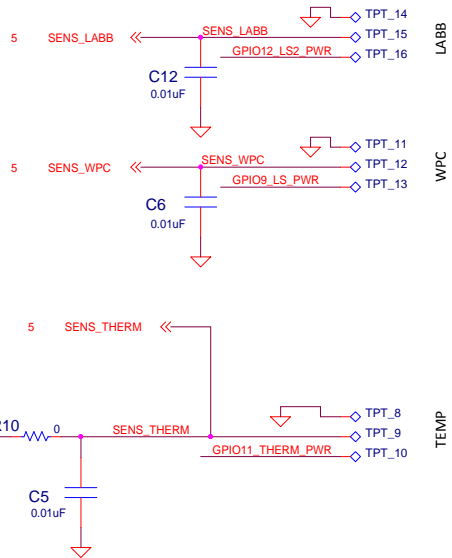 TPT_14
5 SENS_LABB SENS_LABB TPT_15
GPIO12_LS2_PWR TPT_16
LABB
C12
0.01uF
TPT_11
5 SENS_WPC SENS_WPC TPT_12
GPIO9_LS_PWR TPT_13
WPC
C6
0.01uF
5 SENS_THERM
TPT_8
R10 0 SENS_THERM TPT_9
GPIO11_THERM_PWR TPT_10
TEMP
C5
0.01uF